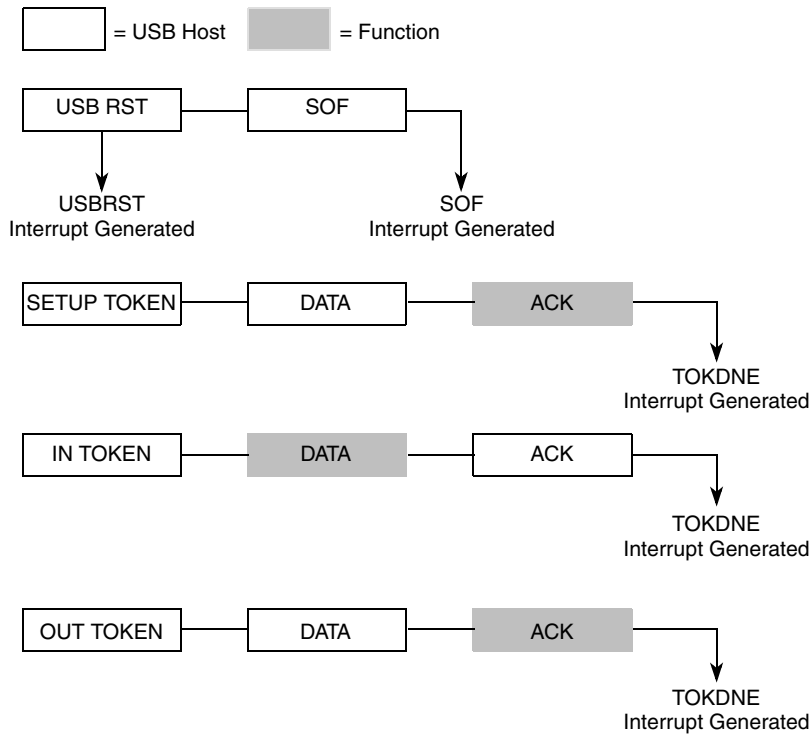 = USB Host
= Function
USB RST
SOF
USBRST
Interrupt Generated
SOF
Interrupt Generated
SETUP TOKEN
DATA
ACK
TOKDNE
Interrupt Generated
IN TOKEN
DATA
ACK
TOKDNE
Interrupt Generated
OUT TOKEN
DATA
ACK
TOKDNE
Interrupt Generated